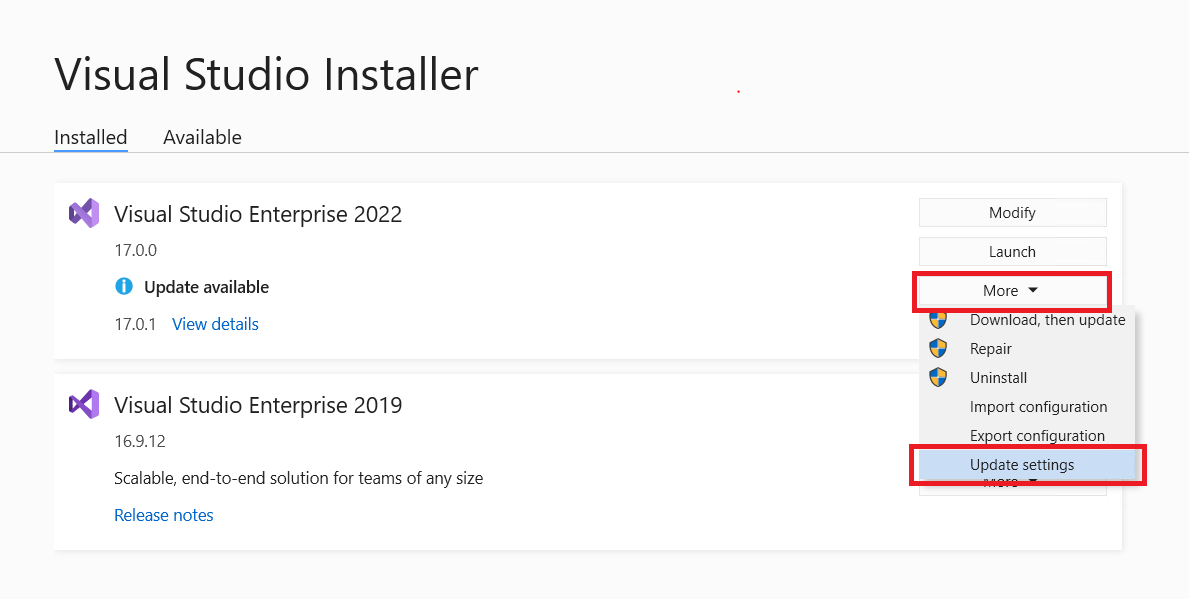 Visual Studio Installer
Installed Available
Visual Studio Enterprise 2022
17.0.0
Update available
17.0.1 View details
Modify
Launch
More
Download, then update
Repair
Uninstall
Import configuration
Export configuration
Update settings
More
Visual Studio Enterprise 2019
16.9.12
Scalable, end-to-end solution for teams of any size
Release notes